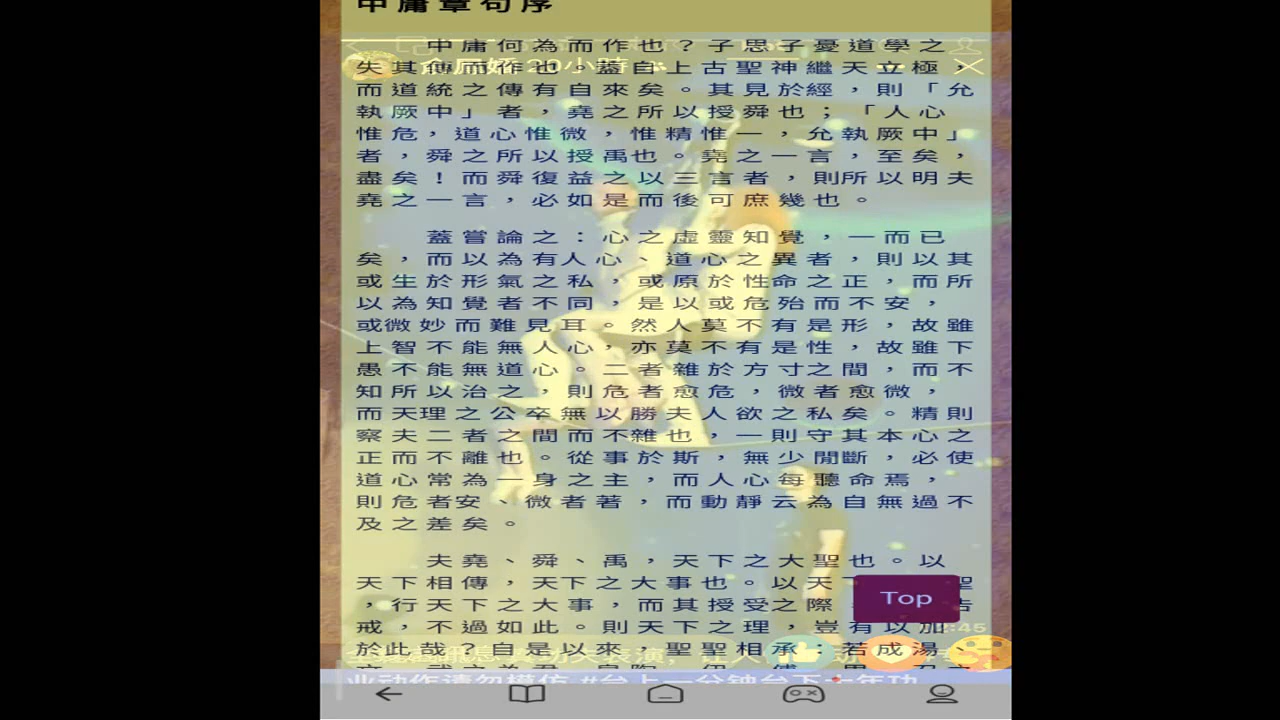 中庸章句序
中庸何為而作也？子思子憂道學之
失其傳而作也。蓋自上古聖神繼天立極，
而道統之傳有自來矣。其見於經，則「允
執厥中」者，堯之所以授舜也；「人心
惟危，道心惟微，惟精惟一，允執厥中」
者，舜之所以授禹也。堯之一言，至矣，
盡矣！而舜復益之以三言者，則所以明夫
堯之一言，必如是而後可庶幾也。
蓋嘗論之：心之虛靈知覺，一而已
矣，而以為有人心、道心之異者，則以其
或生於形氣之私，或原於性命之正，而所
以為知覺者不同，是以或危殆而不安，
或微妙而難見耳。然人莫不有是形，故雖
上智不能無人心，亦莫不有是性，故雖下
愚不能無道心。二者雜於方寸之間，而不
知所以治之，則危者愈危，微者愈微，
而天理之公卒無以勝夫人欲之私矣。精則
察夫二者之間而不雜也，一則守其本心之
正而不離也。從事於斯，無少閒斷，必使
道心常為一身之主，而人心每聽命焉，
則危者安、微者著，而動靜云為自無過不
及之差矣。
夫堯、舜、禹，天下之大聖也。以
天下相傳，天下之大事也。以天下 聖
，行天下之大事，而其授受之際
戒，不過如此。則天下之理，豈有以加
於此哉？自是以來，聖聖相承：若成湯、
Top
:45
业动作请勿模仿 #台上一分钟台下十年功